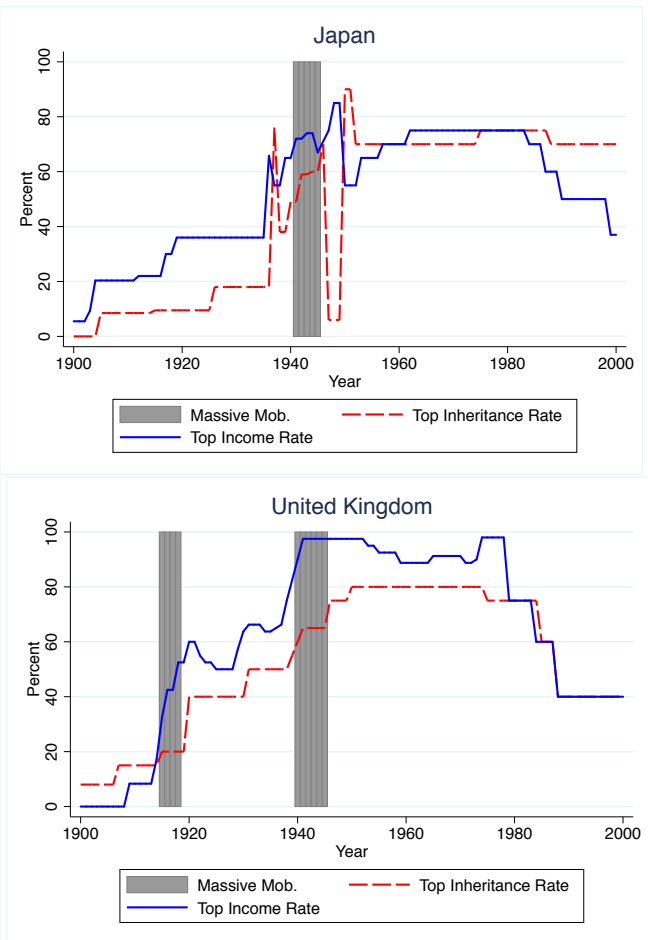 Japan
100
80
60
40
20
0
Percent
1900 1920 1940 1960 1980 2000
Year
Massive Mob. Top Inheritance Rate
Top Income Rate
United Kingdom
100
80
60
40
20
0
Percent
1900 1920 1940 1960 1980 2000
Year
Massive Mob. Top Inheritance Rate
Top Income Rate